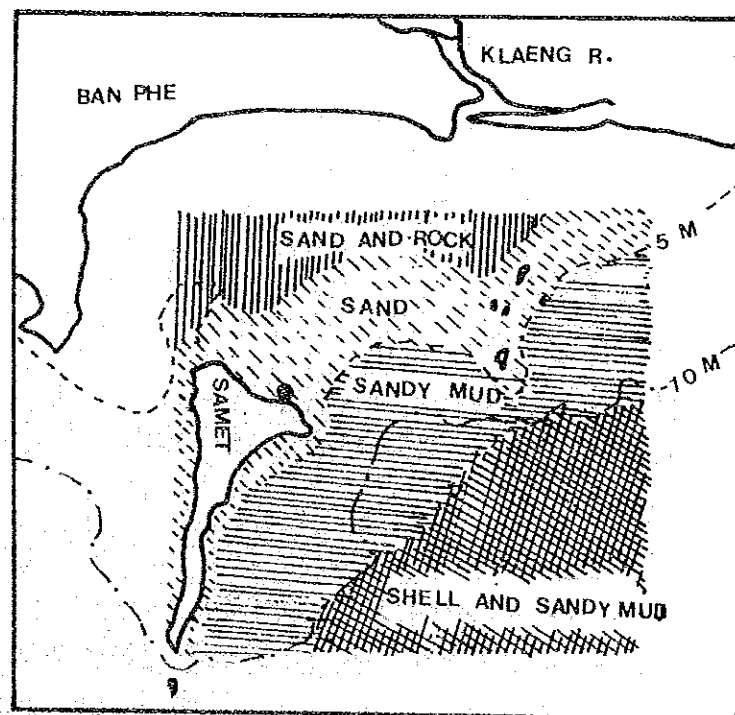 KLAENG R.
BAN PHE
SAND AND ROCK
5 M
SAND
SANDY MUD
10 M
SAMET
SHELL AND SANDY MUD